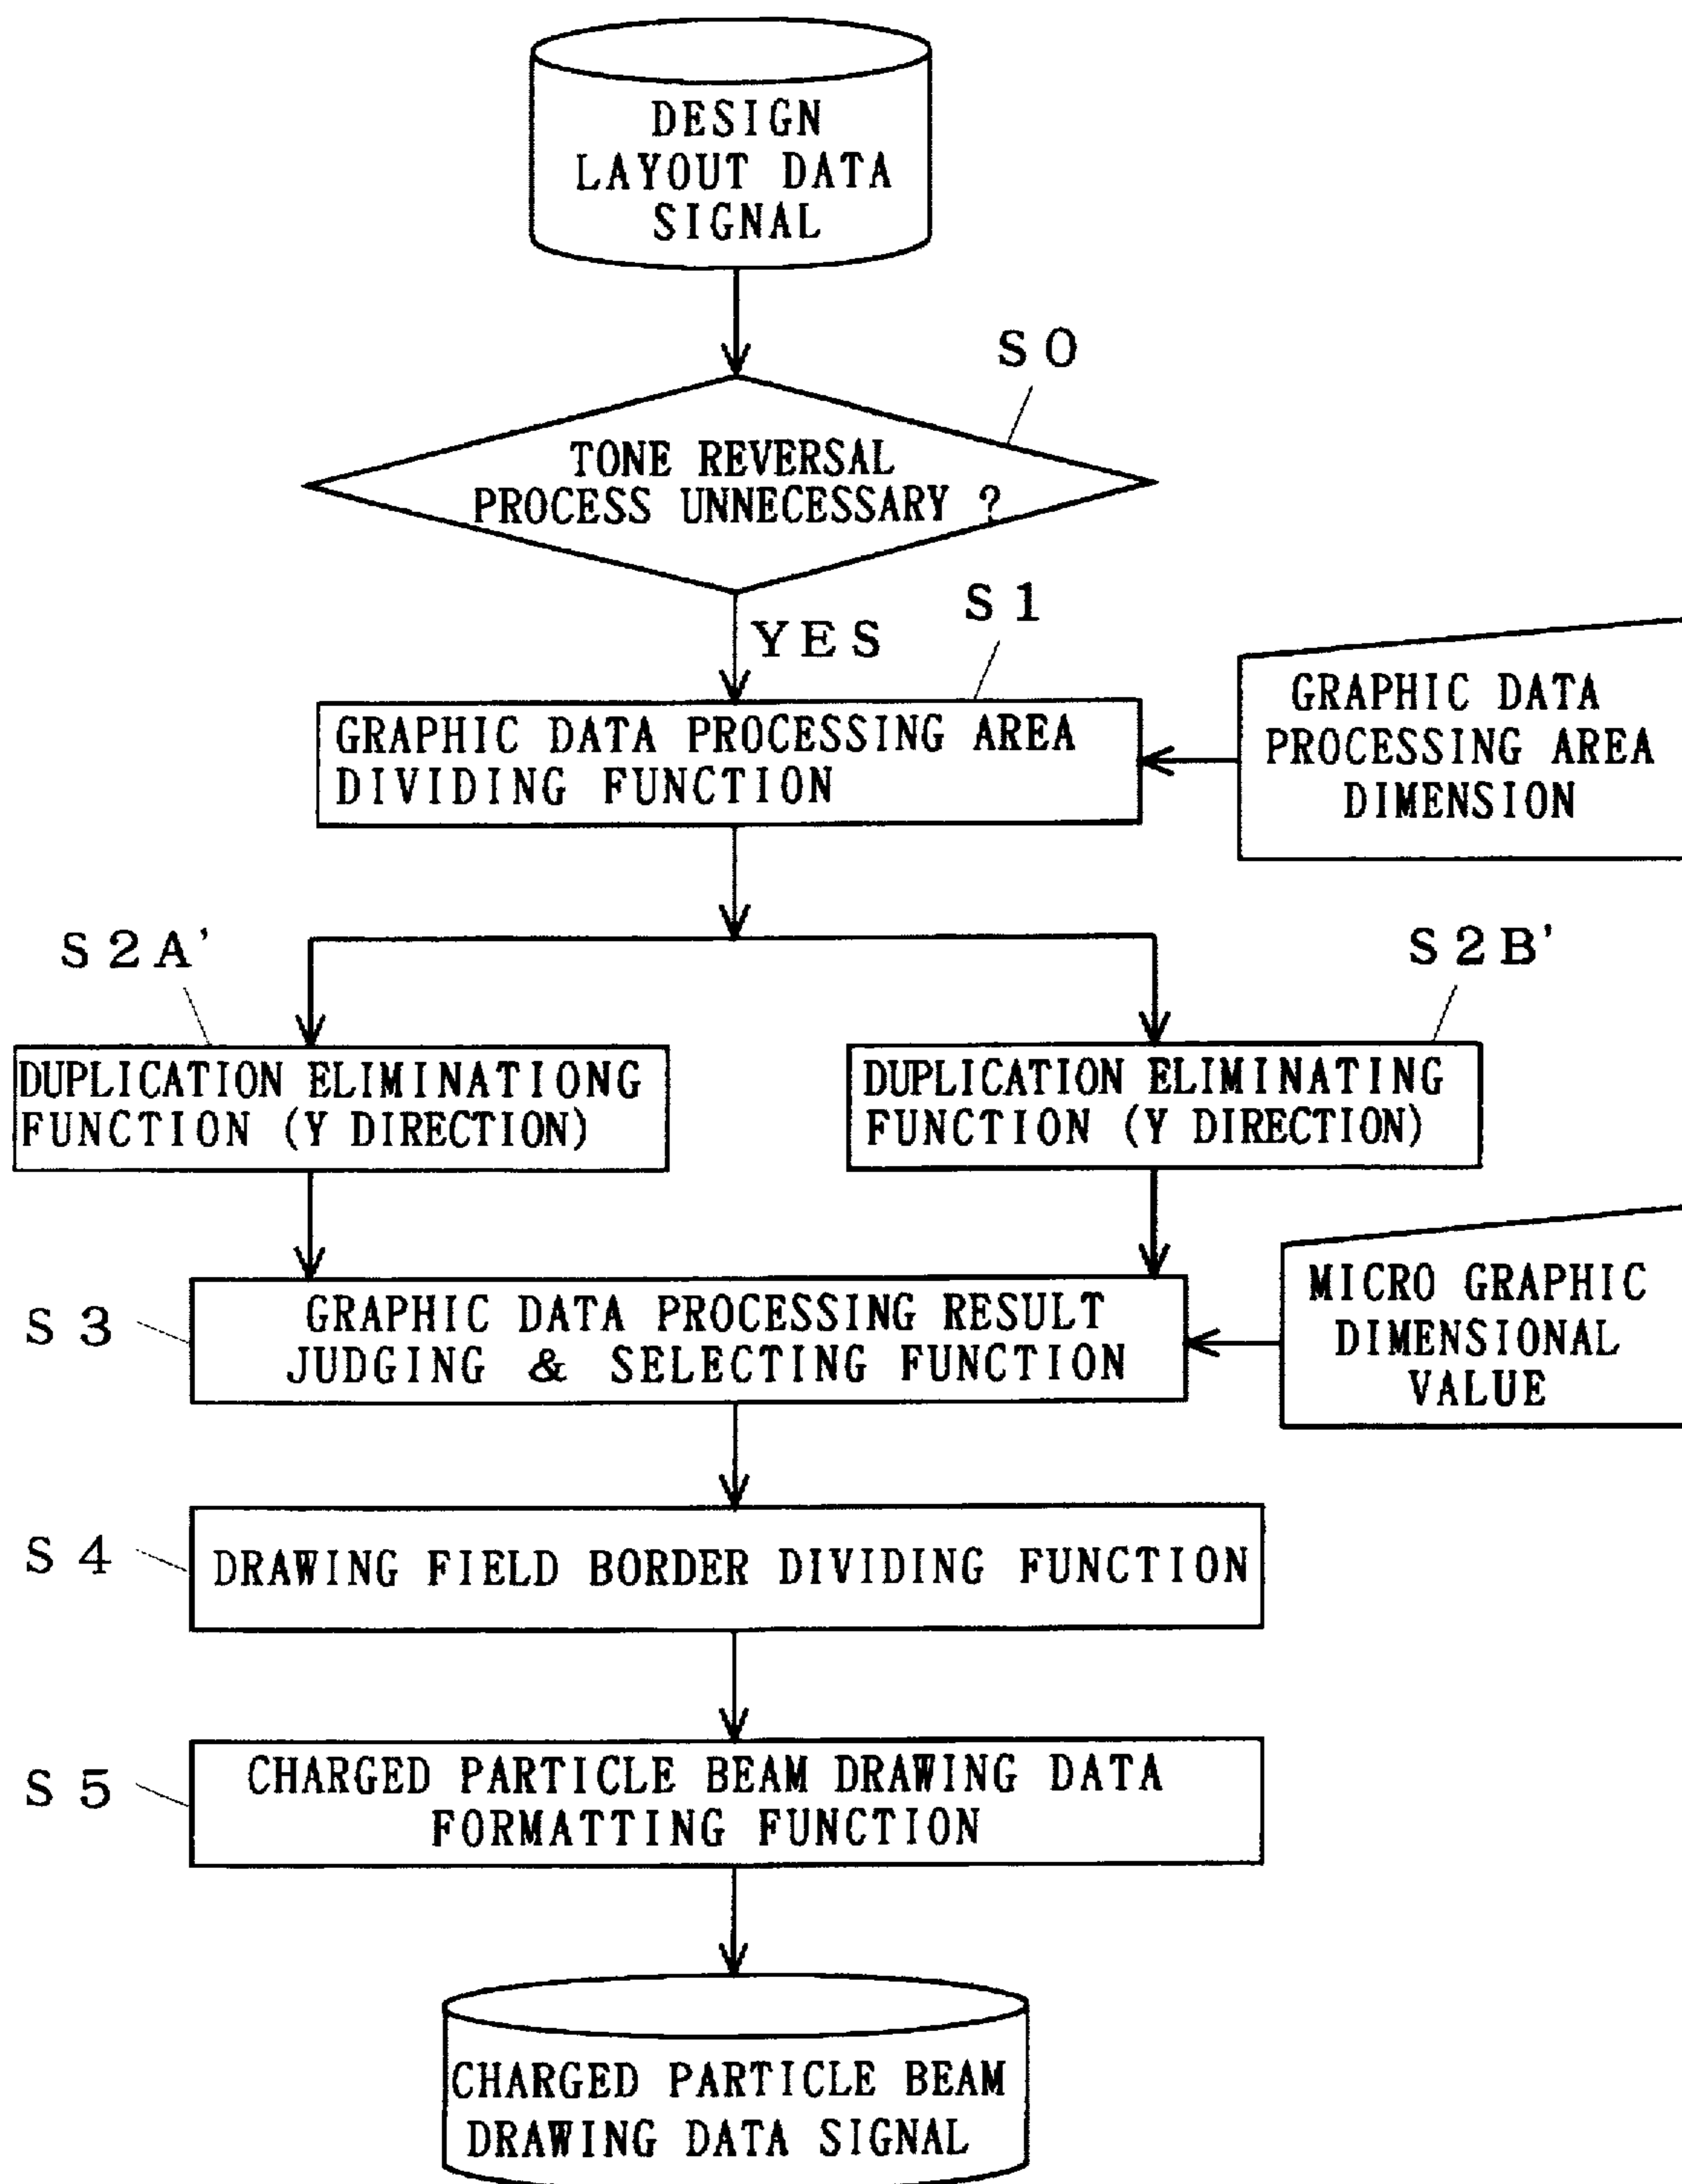 DESIGN
LAYOUT DATA
SIGNAL
S0
TONE REVERSAL
PROCESS UNNECESSARY ?
YES
S1
GRAPHIC DATA PROCESSING AREA
DIVIDING FUNCTION
GRAPHIC DATA
PROCESSING AREA
DIMENSION
S2A'
S2B'
DUPLICATION ELIMINATIONG
FUNCTION (Y DIRECTION)
DUPLICATION ELIMINATING
FUNCTION (Y DIRECTION)
S3
GRAPHIC DATA PROCESSING RESULT
JUDGING & SELECTING FUNCTION
MICRO GRAPHIC
DIMENSIONAL
VALUE
S4
DRAWING FIELD BORDER DIVIDING FUNCTION
S5
CHARGED PARTICLE BEAM DRAWING DATA
FORMATTING FUNCTION
CHARGED PARTICLE BEAM
DRAWING DATA SIGNAL